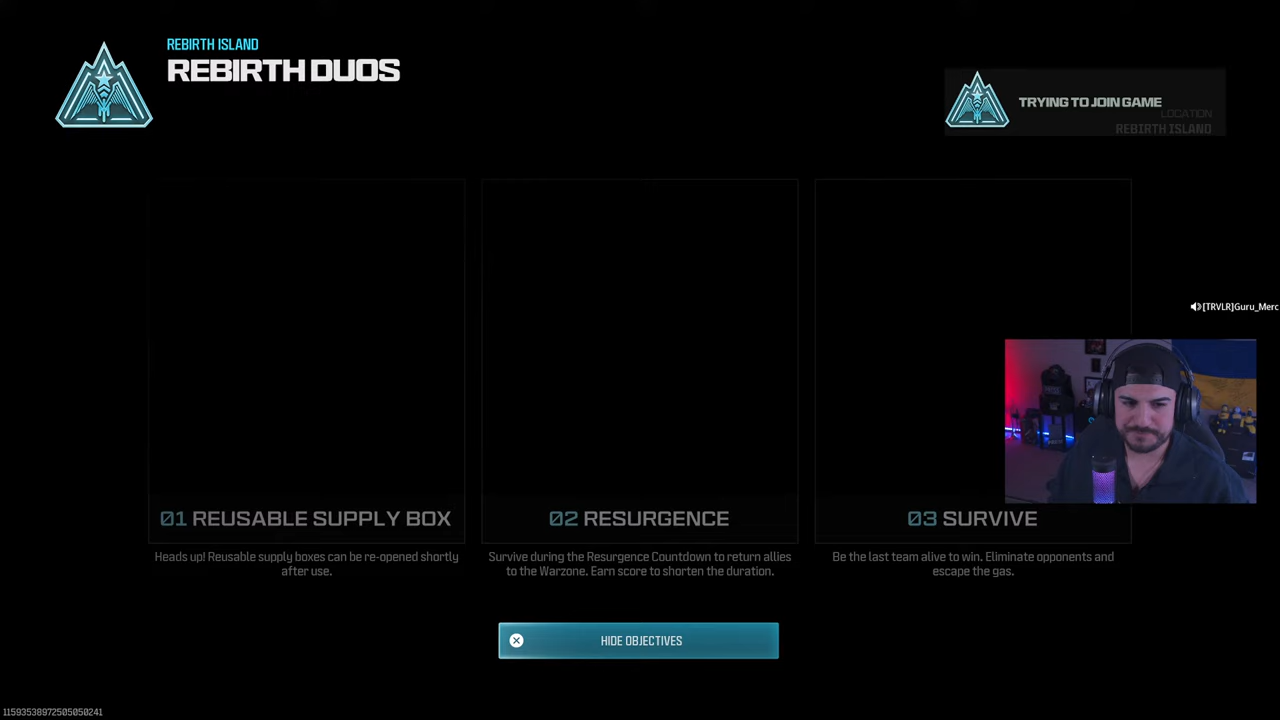 REBIRTH ISLAND
REBIRTH DUOS
TRYING TO JOIN GAME
LOCATION
REBIRTH ISLAND
[TRVLR]Guru_Merc
01 REUSABLE SUPPLY BOX
Heads up! Reusable supply boxes can be re-opened shortly
after use.
02 RESURGENCE
Survive during the Resurgence Countdown to return allies
to the Warzone. Earn score to shorten the duration.
03 SURVIVE
Be the last team alive to win. Eliminate opponents and
escape the gas.
HIDE OBJECTIVES
11593538972505050241